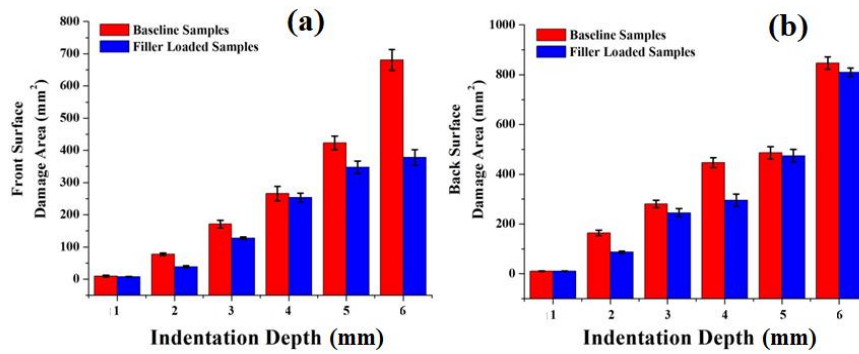 (a)
Baseline Samples
Filler Loaded Samples
Front Surface
Damage Area (mm²)
800
700
600
500
400
300
200
100
0
1 2 3 4 5 6
Indentation Depth (mm)
(b)
Baseline Samples
Filler Loaded Samples
Back Surface
Damage Area (mm²)
1000
800
600
400
200
0
1 2 3 4 5 6
Indentation Depth (mm)